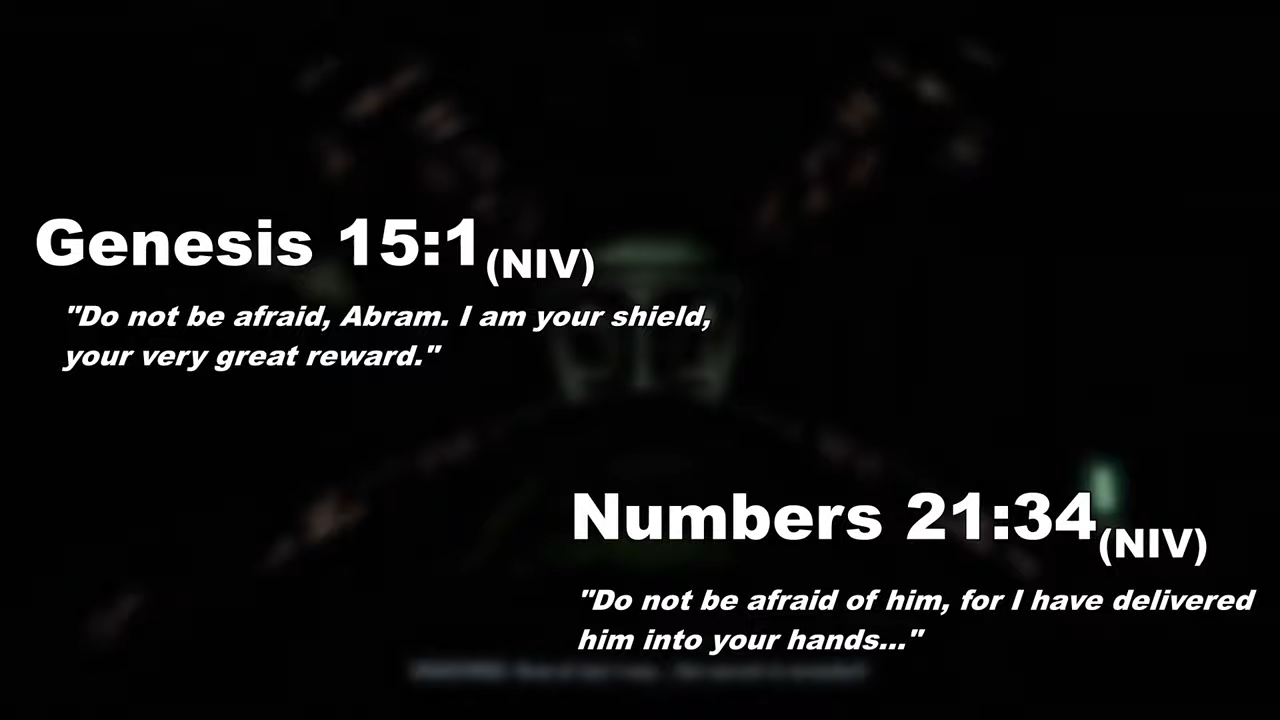 Genesis 15:1 (NIV)
"Do not be afraid, Abram. I am your shield,
your very great reward."
Numbers 21:34 (NIV)
"Do not be afraid of him, for I have delivered
him into your hands..."